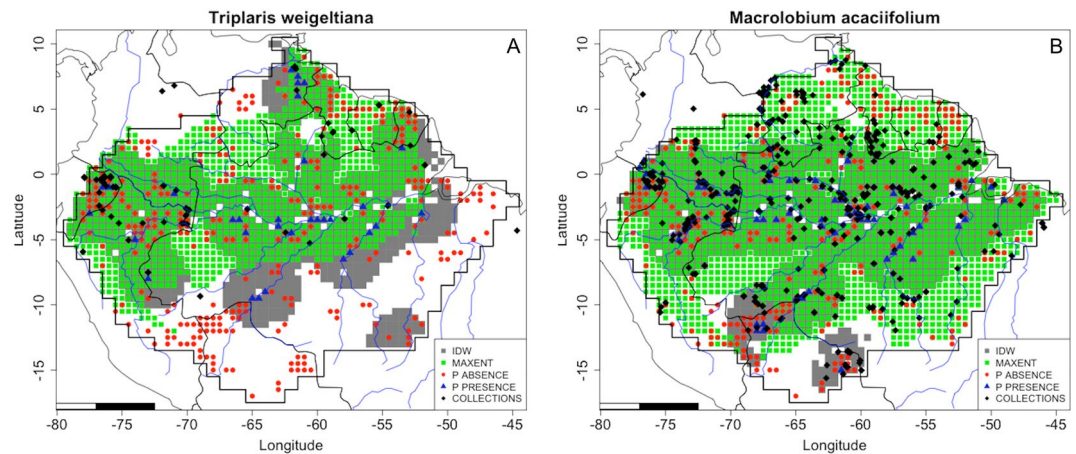 Triplaris weigeltiana
A
10
5
0
-5
-10
-15
Latitude
IDW
MAXENT
P ABSENCE
P PRESENCE
COLLECTIONS
-80 -75 -70 -65 -60 -55 -50 -45
Longitude
Macrolobium acaciifolium
B
10
5
0
-5
-10
-15
Latitude
IDW
MAXENT
P ABSENCE
P PRESENCE
COLLECTIONS
-80 -75 -70 -65 -60 -55 -50 -45
Longitude